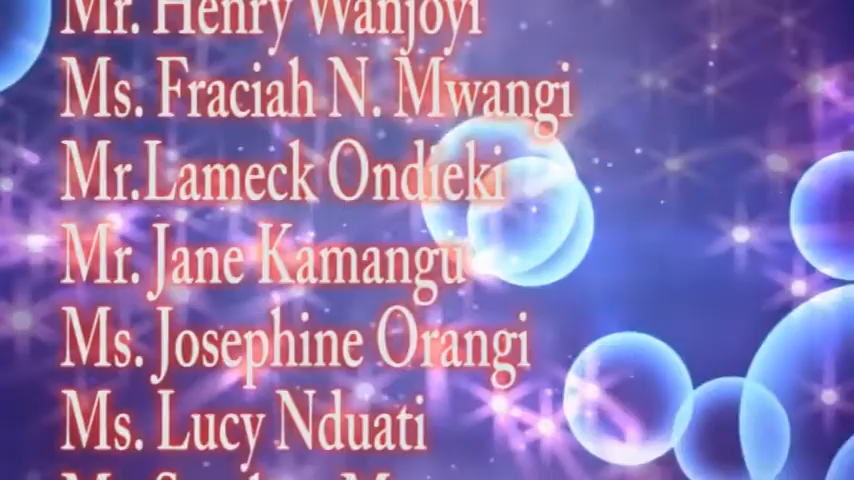 Mr. Henry Wanjoyi
Ms. Fraciah N. Mwangi
Mr.Lameck Ondieki
Mr. Jane Kamangu
Ms. Josephine Orangi
Ms. Lucy Nduati